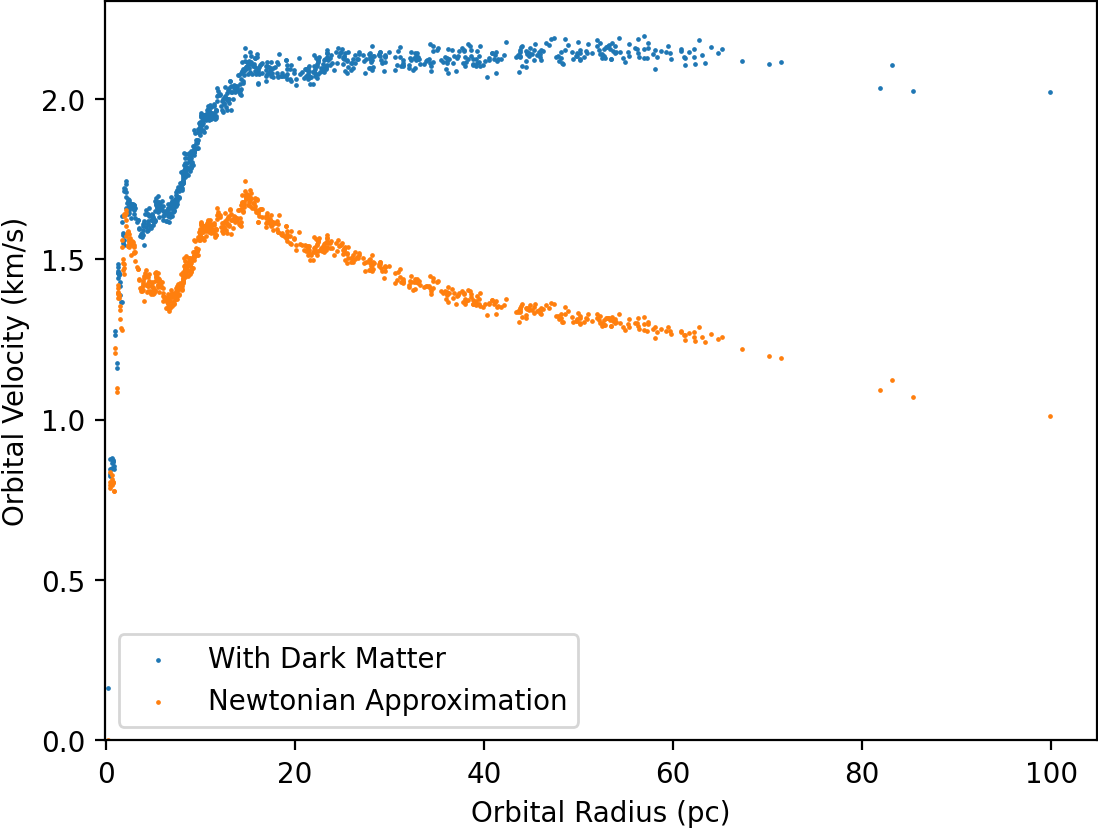 Orbital Velocity (km/s)
2.0
1.5
1.0
0.5
0.0
With Dark Matter
Newtonian Approximation
0 20 40 60 80 100
Orbital Radius (pc)